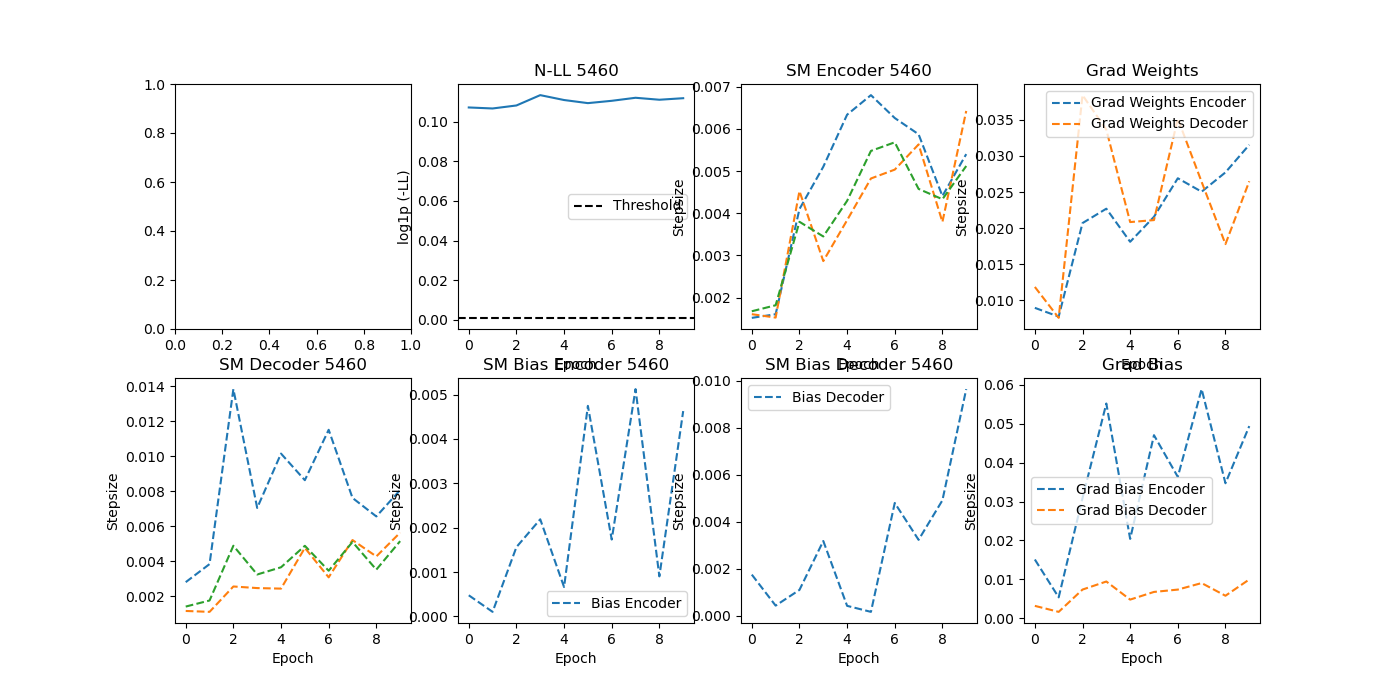 1.0
0.8
0.6
0.4
0.2
0.0
0.0 0.2 0.4 0.6 0.8 1.0
N-LL 5460
log1p (-LL)
0.10
0.08
0.06
0.04
0.02
0.00
Threshold
0 2 4 6 8
Epoch
SM Encoder 5460
Stepsize
0.007
0.006
0.005
0.004
0.003
0.002
0 2 4 6 8
Epoch
Grad Weights
Stepsize
0.035
0.030
0.025
0.020
0.015
0.010
Grad Weights Encoder
Grad Weights Decoder
0 2 4 6 8
Epoch
SM Decoder 5460
Stepsize
0.014
0.012
0.010
0.008
0.006
0.004
0.002
0 2 4 6 8
Epoch
SM Bias Encoder 5460
Stepsize
0.005
0.004
0.003
0.002
0.001
0.000
Bias Encoder
0 2 4 6 8
Epoch
SM Bias Decoder 5460
Stepsize
0.010
0.008
0.006
0.004
0.002
0.000
Bias Decoder
0 2 4 6 8
Epoch
Grad Bias
Stepsize
0.06
0.05
0.04
0.03
0.02
0.01
0.00
Grad Bias Encoder
Grad Bias Decoder
0 2 4 6 8
Epoch